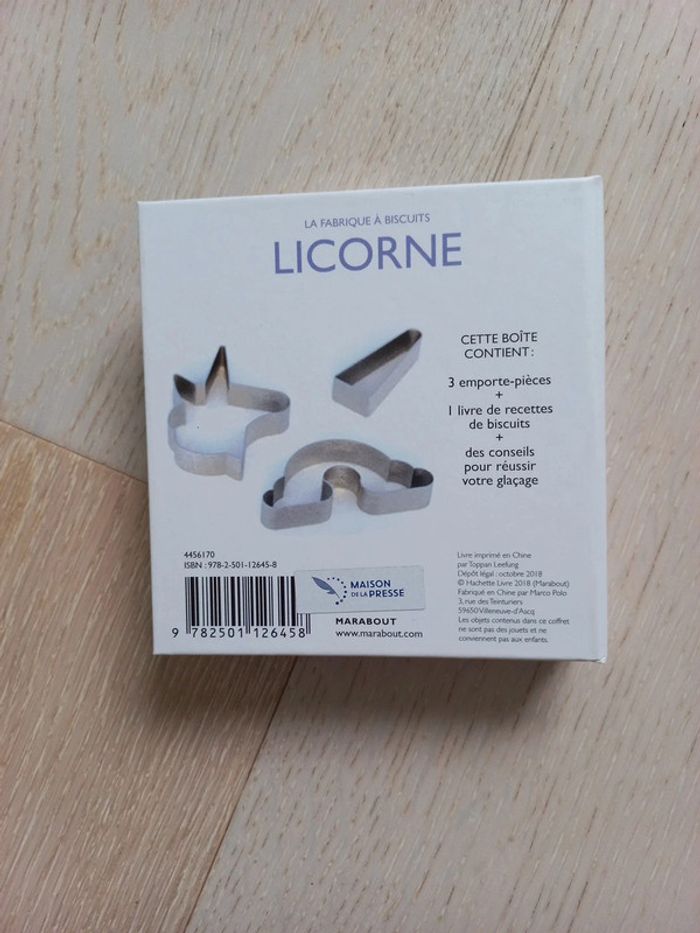 LA FABRIQUE À BISCUITS
LICORNE
CETTE BOÎTE
CONTIENT :
3 emporte-pièces
+
1 livre de recettes
de biscuits
+
des conseils
pour réussir
votre glaçage
4456170
ISBN : 978-2-501-12645-8
9 782501 126458
MAISON
DE LA PRESSE
MARABOUT
www.marabout.com
Livre imprimé en Chine
par Toppan Leefung
Dépôt légal : octobre 2018
© Hachette Livre 2018 (Marabout)
Fabriqué en Chine par Marco Polo
3, rue des Teinturiers
59650 Villeneuve-d'Ascq
Les objets contenus dans ce coffret
ne sont pas des jouets et ne
conviennent pas aux enfants.